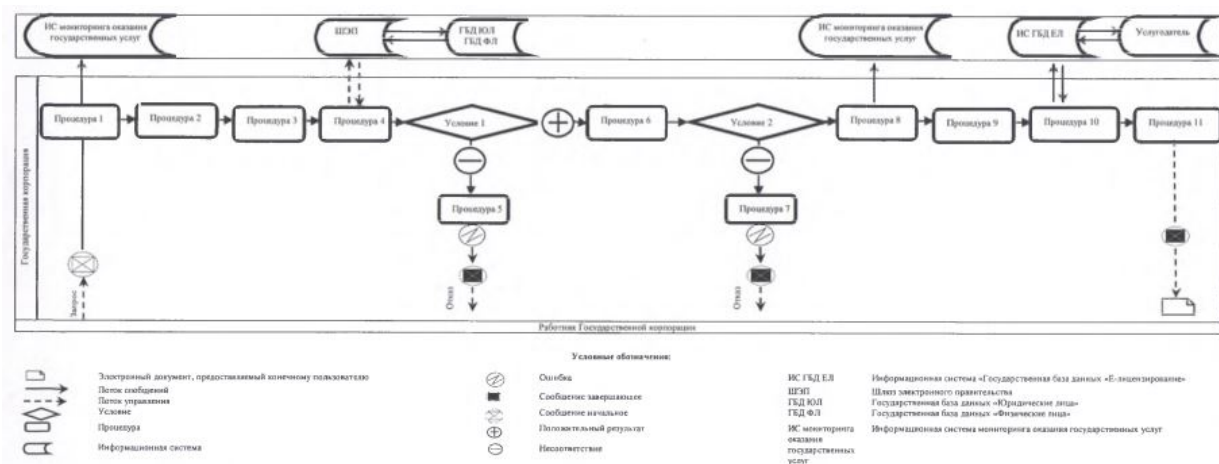 ИС мониторинга оказания
государственных услуг
ШЭП
ГБД ЮЛ
ГБД ФЛ
ИС мониторинга оказания
государственных услуг
ИС ГБД ЕЛ
Услугодатель
Государственная корпорация
Процедура 1
Процедура 2
Процедура 3
Процедура 4
Условие 1
Процедура 6
Условие 2
Процедура 8
Процедура 9
Процедура 10
Процедура 11
Процедура 5
Процедура 7
Запрос
Отказ
Отказ
Работник Государственной корпорации
Условные обозначения:
Электронный документ, предоставляемый конечному пользователю
Поток сообщений
Поток управления
Условие
Процедура
Информационная система
Ошибка
Сообщение завершающее
Сообщение начальное
Положительный результат
Несоответствие
ИС ГБД ЕЛ Информационная система «Государственная база данных «Е-лицензирование»
ШЭП Шлюз электронного правительства
ГБД ЮЛ Государственная база данных «Юридические лица»
ГБД ФЛ Государственная база данных «Физические лица»
ИС мониторинга Информационная система мониторинга оказания государственных услуг
оказания
государственных
услуг